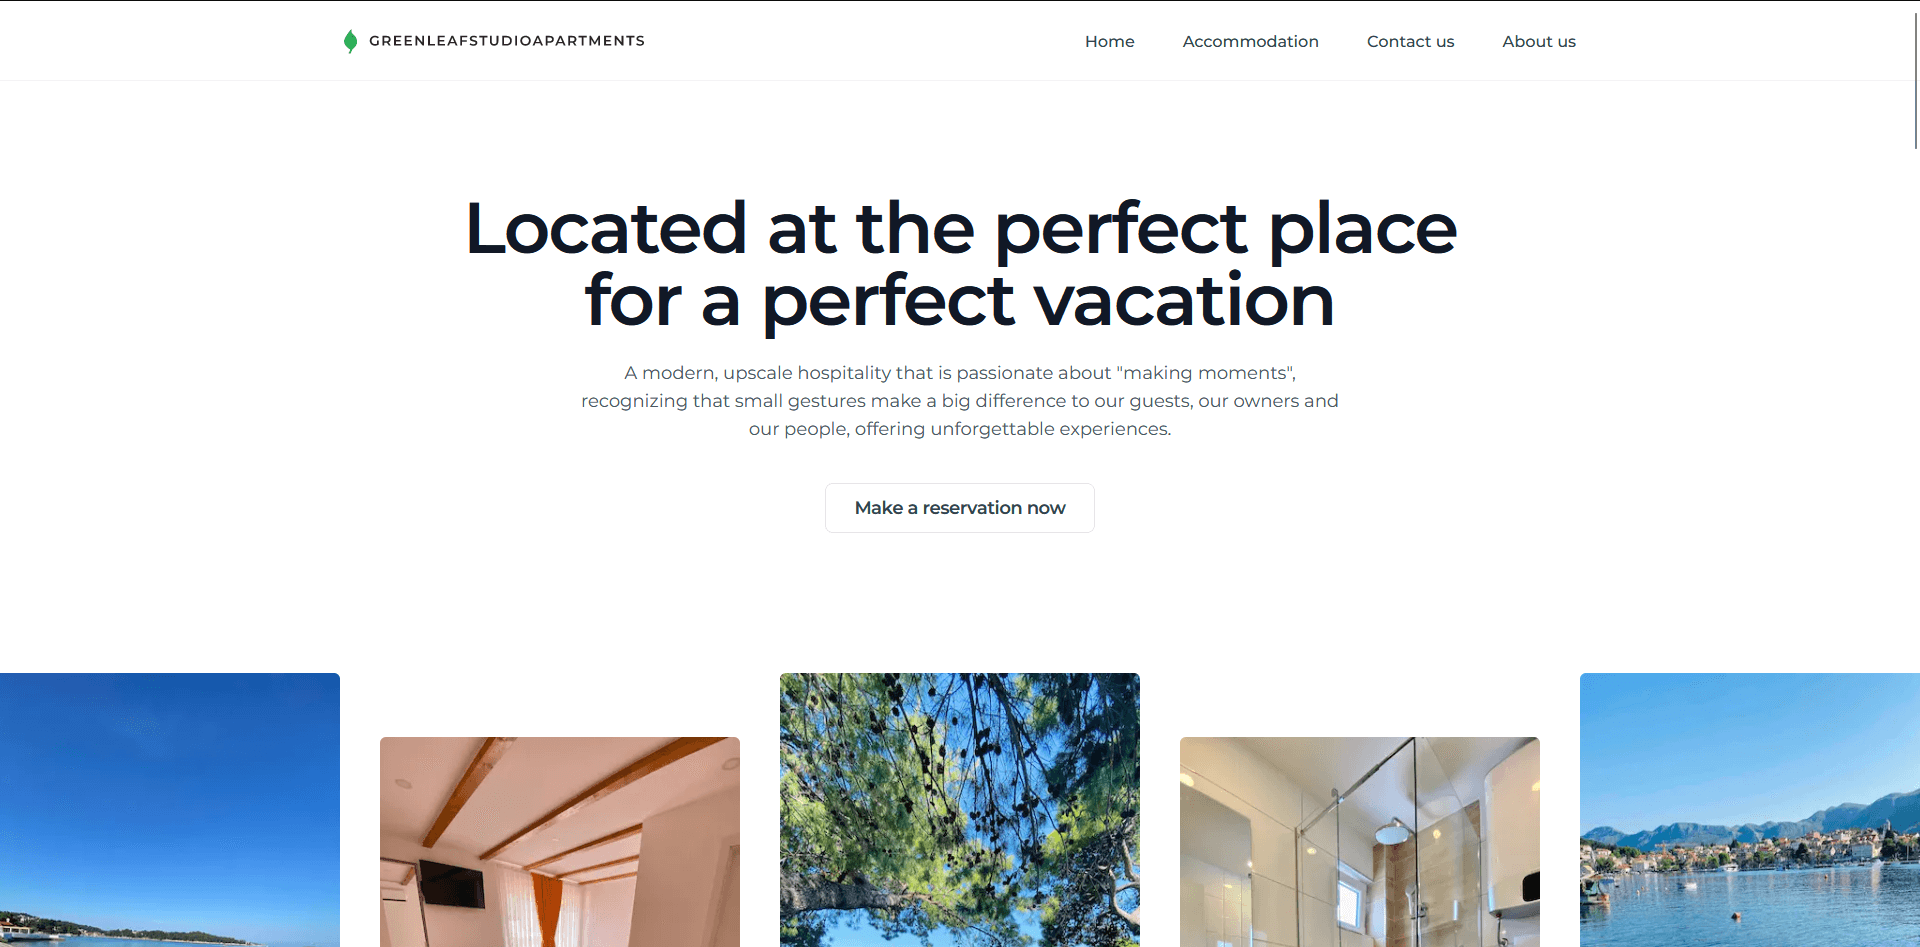 GREENLEAFSTUDIOAPARTMENTS
Home
Accommodation
Contact us
About us
Located at the perfect place
for a perfect vacation
A modern, upscale hospitality that is passionate about "making moments",
recognizing that small gestures make a big difference to our guests, our owners and
our people, offering unforgettable experiences.
Make a reservation now